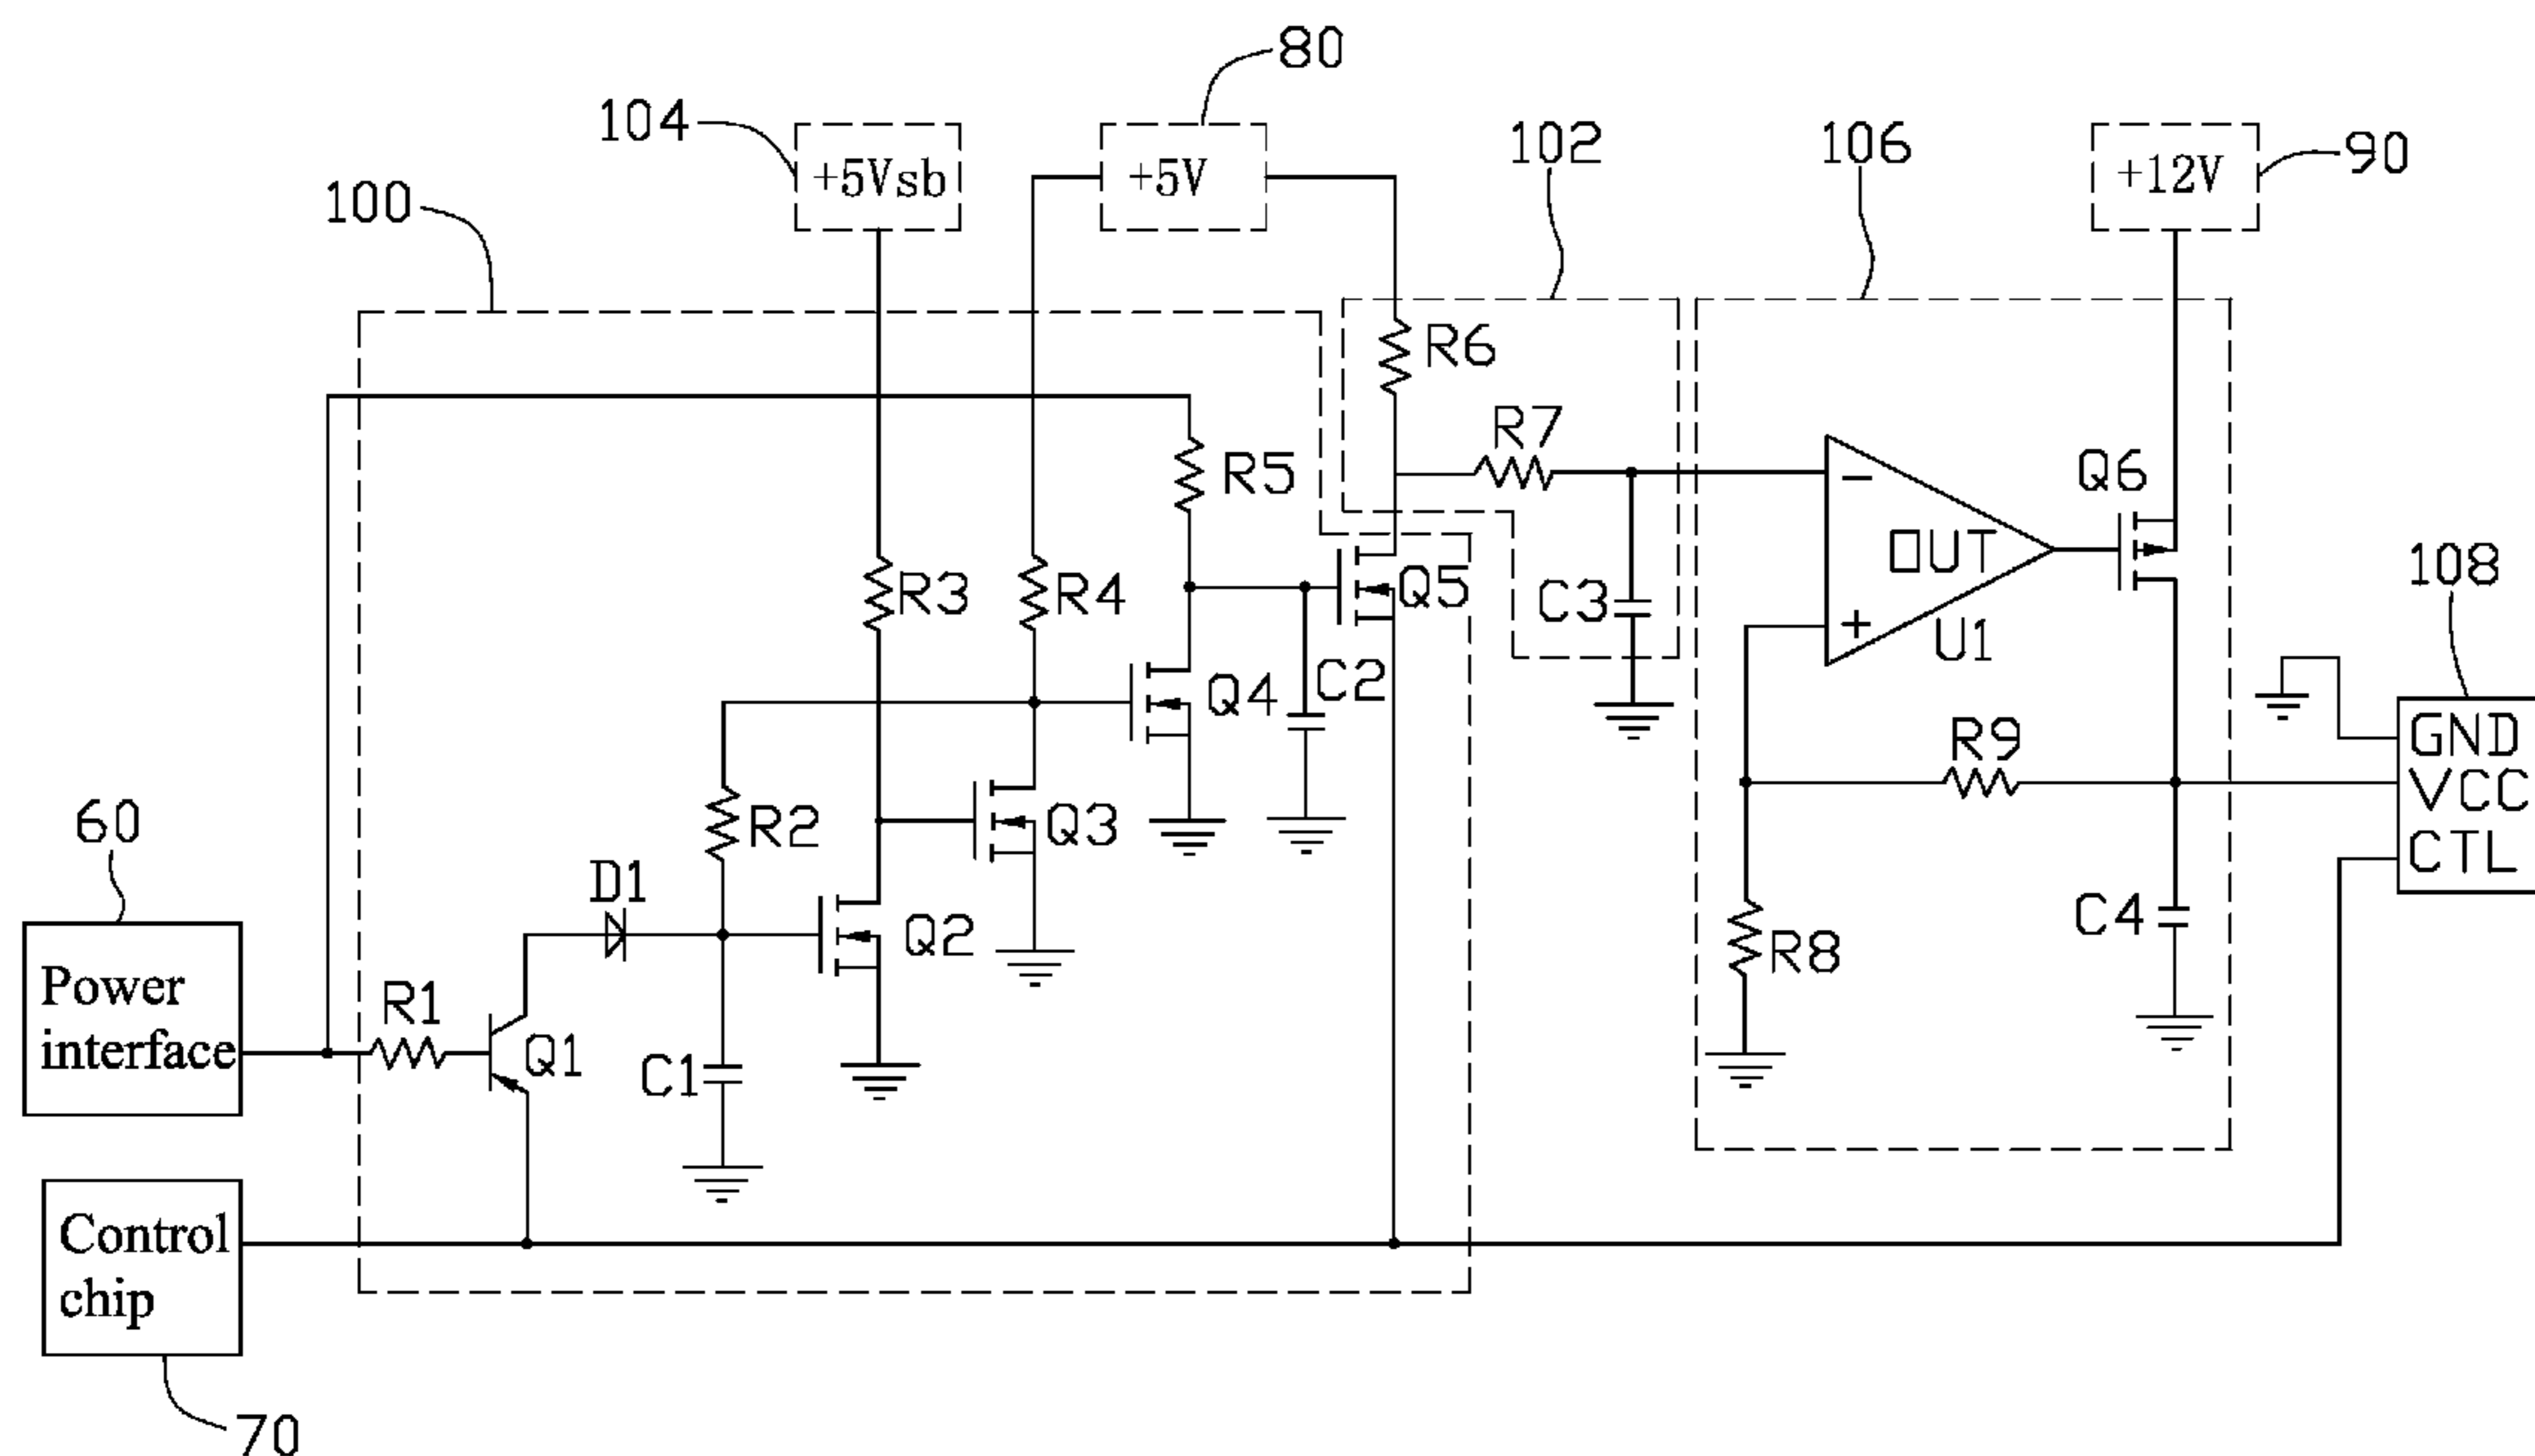 80
104
+5Vsb
+5V
102
106
+12V
90
100
R6
R7
R5
Q6
−
OUT
+
U1
108
R3
R4
Q5
C3
Q4
C2
GND
VCC
CTL
R9
60
R2
Q3
D1
Q2
C4
R8
Power
interface
R1
Q1
C1
Control
chip
70